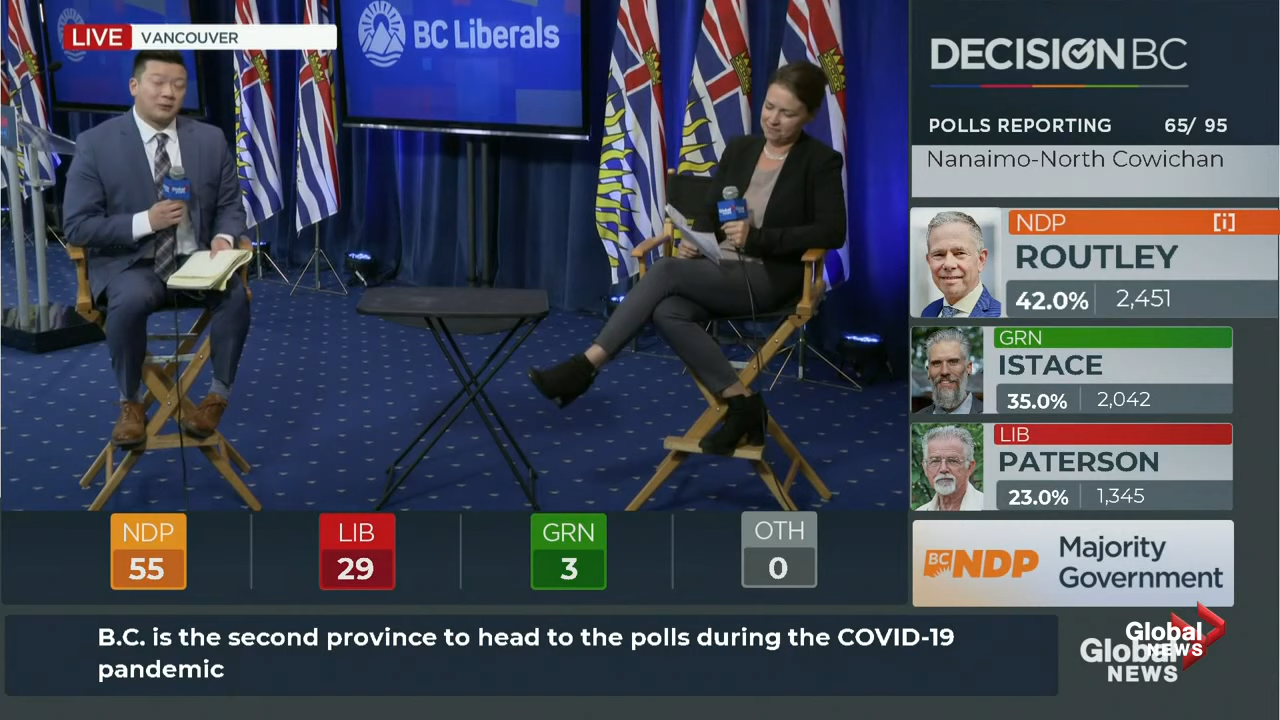 LIVE VANCOUVER
BC Liberals
DECISION BC
POLLS REPORTING 65/ 95
Nanaimo-North Cowichan
NDP [i]
ROUTLEY
42.0% 2,451
GRN
ISTACE
35.0% 2,042
LIB
PATERSON
23.0% 1,345
BC NDP Majority
Government
NDP LIB GRN OTH
55 29 3 0
B.C. is the second province to head to the polls during the COVID-19
pandemic
Global
NEWS
Global
NEWS